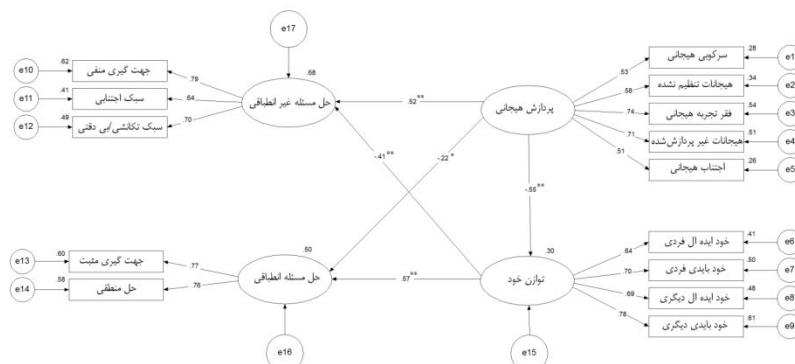 e17
.68
حل مسئله غیر انطباقی
e10
.62
جهت گیری منفی
.79
e11
.41
سبک اجتنابی
.64
e12
.49
سبک تکانشی/بی دقتی
.70
پردازش هیجانی
سرکوبی هیجانی
.28
e1
.53
هیجانات تنظیم نشده
.34
e2
.58
فقر تجربه هیجانی
.54
e3
.74
هیجانات غیر پردازش‌شده
.51
e4
.71
اجتناب هیجانی
.26
e5
.51
.52**
-.41**
-.22*
-.55**
.57**
e13
.60
جهت گیری مثبت
.77
e14
.58
حل منطقی
.76
.50
حل مسئله انطباقی
e16
.30
توازن خود
e15
خود ایده ال فردی
.41
e6
.64
خود بایدی فردی
.50
e7
.70
خود ایده ال دیگری
.48
e8
.69
خود بایدی دیگری
.61
e9
.78